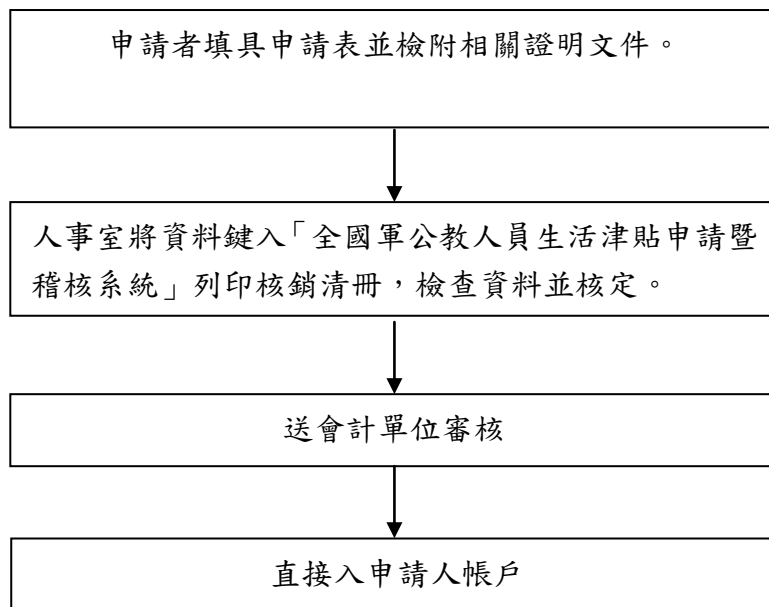 申請者填具申請表並檢附相關證明文件。
人事室將資料鍵入「全國軍公教人員生活津貼申請暨
稽核系統」列印核銷清冊，檢查資料並核定。
送會計單位審核
直接入申請人帳戶